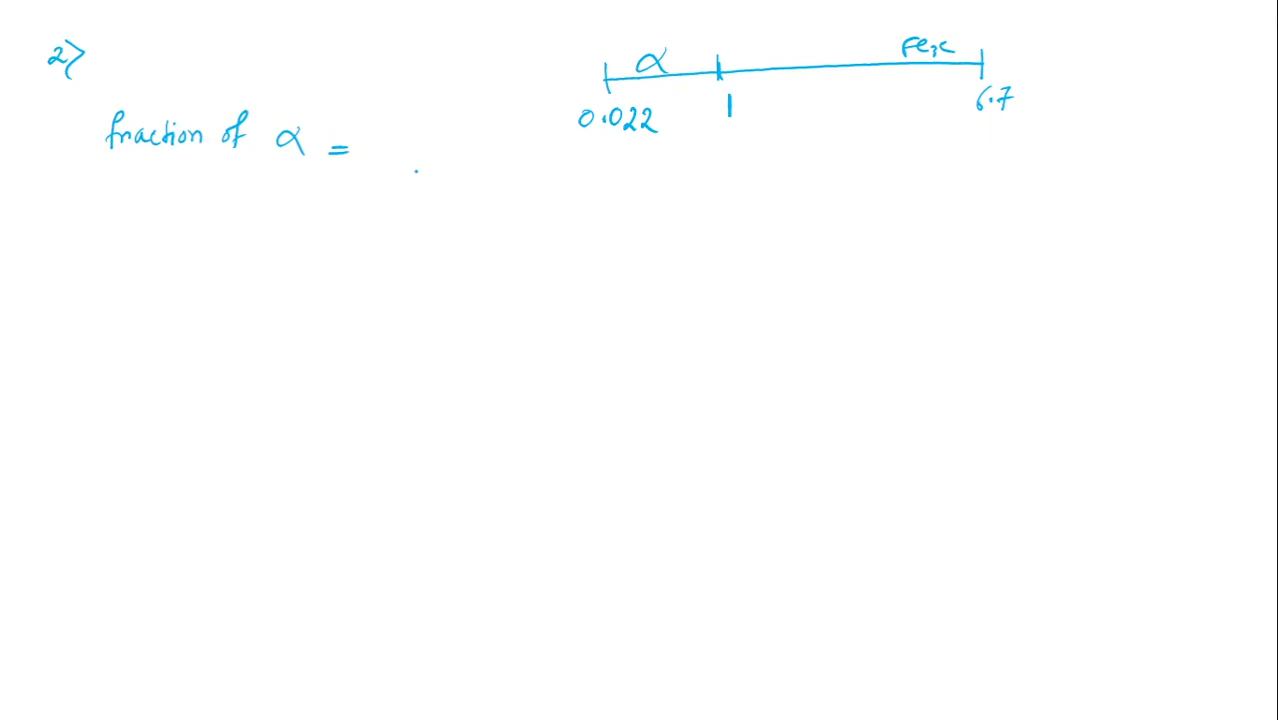 2>
α Fe3C
0.022 1 6.7
fraction of α =